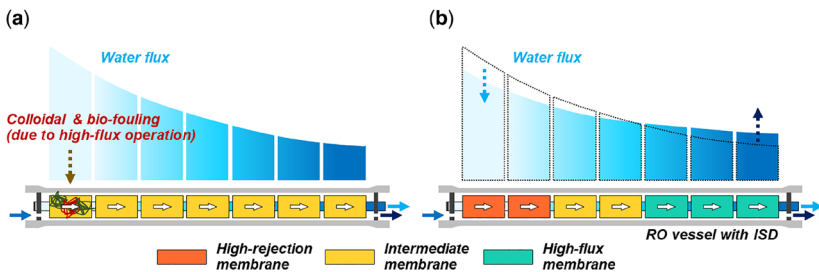 (a)
Water flux
Colloidal & bio-fouling
(due to high-flux operation)
(b)
Water flux
RO vessel with ISD
High-rejection
membrane
Intermediate
membrane
High-flux
membrane